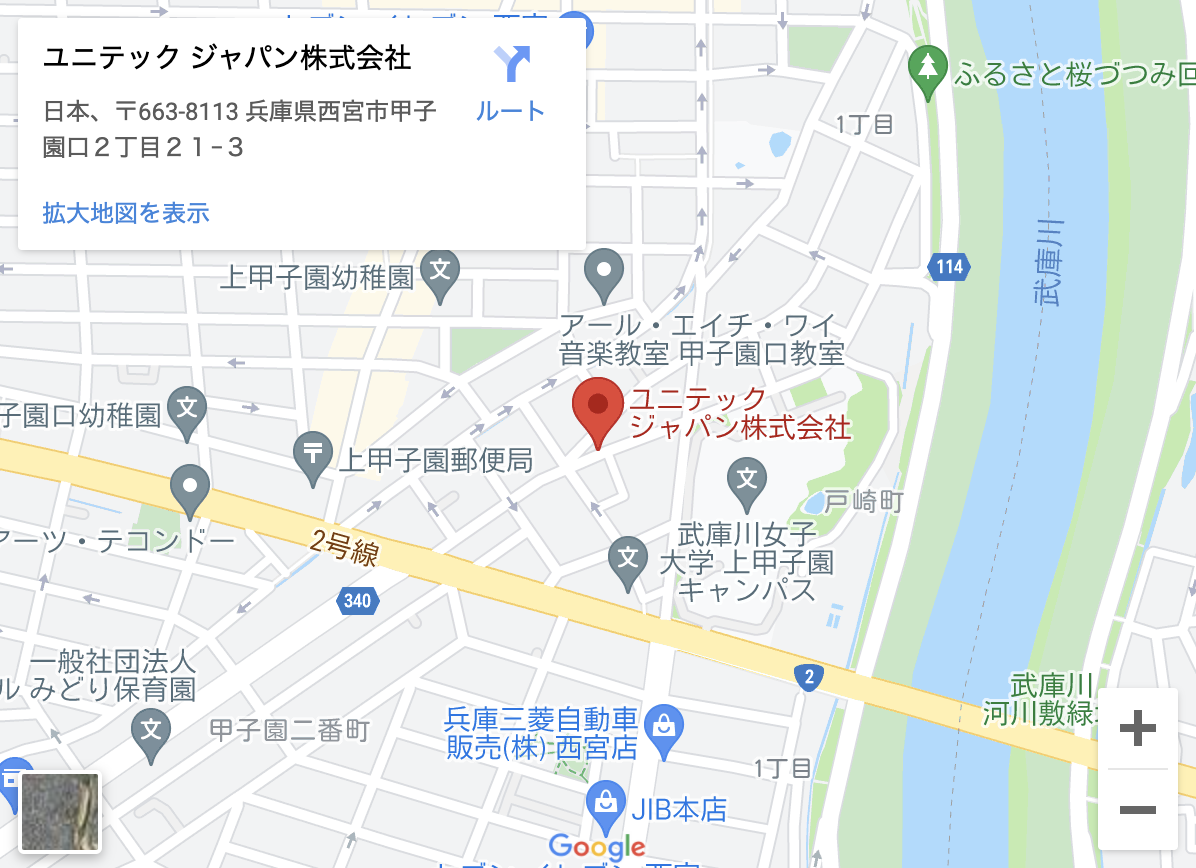 ユニテック ジャパン株式会社
日本、〒663-8113 兵庫県西宮市甲子
園口２丁目２１−３
ルート
拡大地図を表示
ふるさと桜づつみ回
1丁目
武庫川
114
上甲子園幼稚園
文
アール・エイチ・ワイ
音楽教室 甲子園口教室
ユニテック
ジャパン株式会社
子園口幼稚園
文
〒
上甲子園郵便局
文
戸崎町
アーツ・テコンドー
2号線
武庫川女子
大学 上甲子園
キャンパス
文
340
一般社団法人
ル みどり保育園
文
2
武庫川
河川敷緑
甲子園二番町
兵庫三菱自動車
販売(株) 西宮店
1丁目
JIB本店
Google